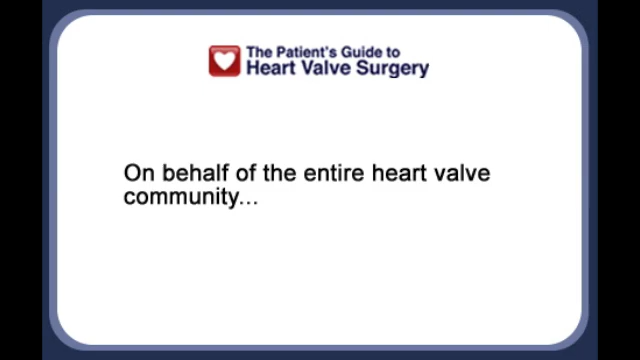 The Patient's Guide to
Heart Valve Surgery
On behalf of the entire heart valve
community...